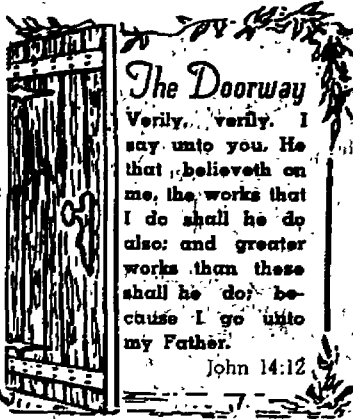 The Doorway
Verily, verily. I
say unto you, He
that believeth on
me, the works that
I do shall he do
also; and greater
works than these
shall he do; be-
cause I go unto
my Father.
John 14:12